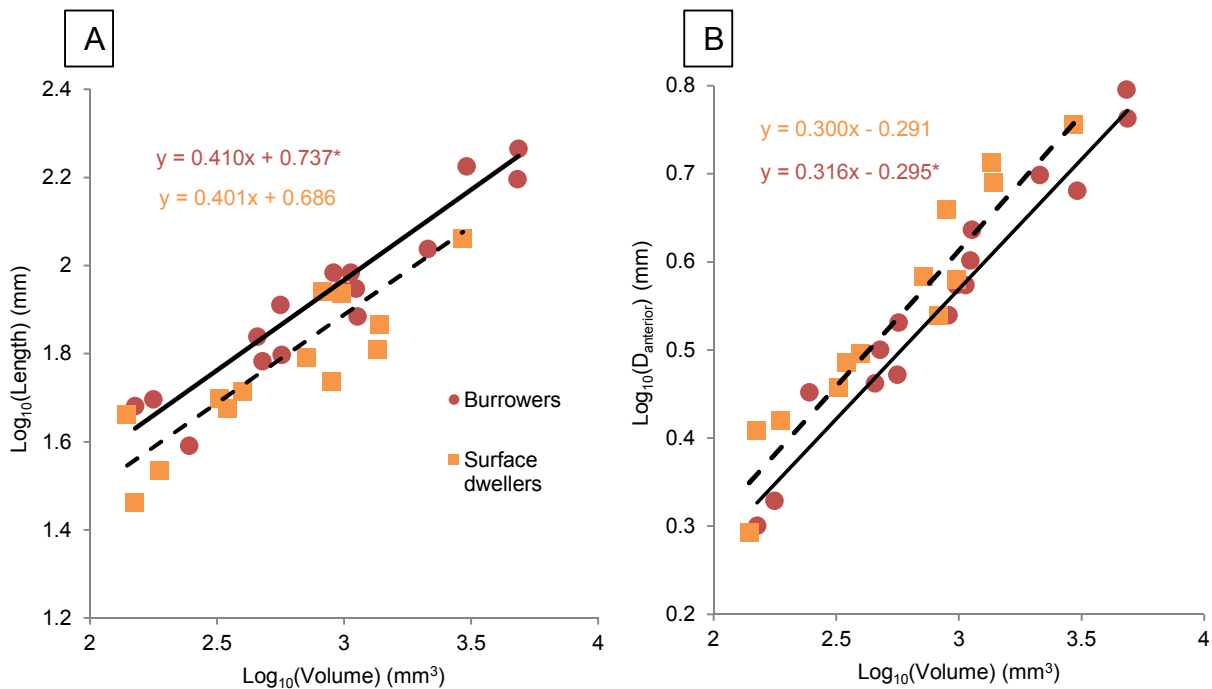 A
Log₁₀(Length) (mm)
2.4
2.2
2
1.8
1.6
1.4
1.2
y = 0.410x + 0.737*
y = 0.401x + 0.686
Burrowers
Surface
dwellers
2
2.5
3
3.5
4
Log₁₀(Volume) (mm³)
B
Log₁₀(D_anterior) (mm)
0.8
0.7
0.6
0.5
0.4
0.3
0.2
y = 0.300x - 0.291
y = 0.316x - 0.295*
2
2.5
3
3.5
4
Log₁₀(Volume) (mm³)